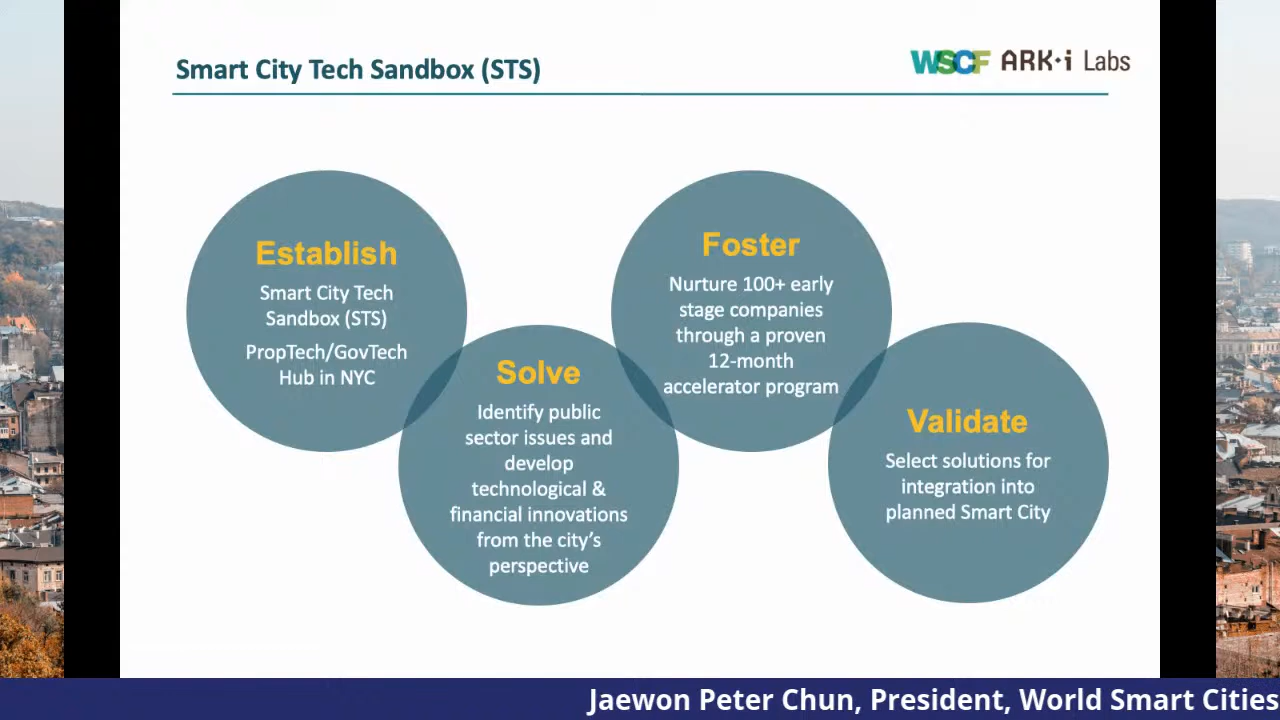 Smart City Tech Sandbox (STS)
WSCF ARK·i Labs
Establish
Smart City Tech
Sandbox (STS)
PropTech/GovTech
Hub in NYC
Solve
Identify public
sector issues and
develop
technological &
financial innovations
from the city's
perspective
Foster
Nurture 100+ early
stage companies
through a proven
12-month
accelerator program
Validate
Select solutions for
integration into
planned Smart City
Jaewon Peter Chun, President, World Smart Cities